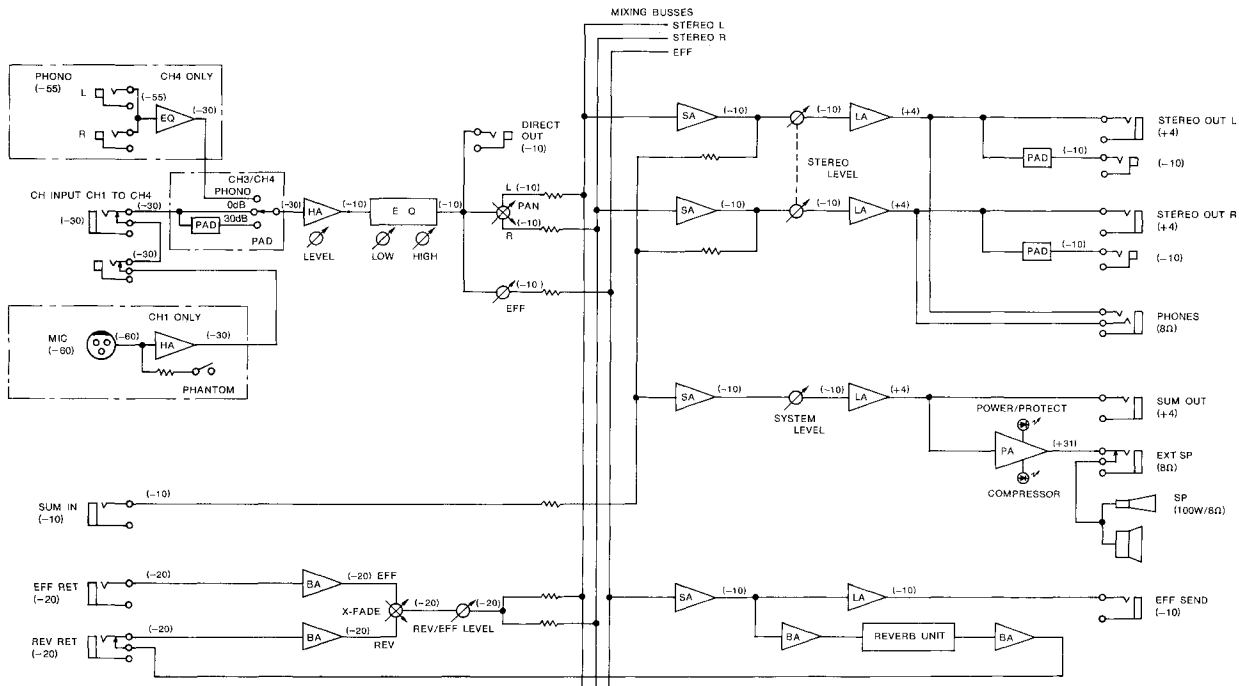 MIXING BUSSES
STEREO L
STEREO R
EFF
PHONO
(-55)
CH4 ONLY
L
(-55)
(-30)
EQ
R
CH INPUT CH1 TO CH4
(-30)
(-30)
CH3/CH4
PHONO
0dB
30dB
PAD
PAD
(-30)
HA
LEVEL
(-10)
E Q
LOW
HIGH
(-10)
DIRECT
OUT
(-10)
L (-10)
PAN
(-10)
R
(-10)
EFF
(-30)
CH1 ONLY
MIC
(-60)
(-60)
HA
(-30)
PHANTOM
SA
(-10)
(-10)
LA
(+4)
STEREO OUT L
(+4)
PAD
(-10)
(-10)
STEREO
LEVEL
SA
(-10)
(-10)
LA
(+4)
STEREO OUT R
(+4)
PAD
(-10)
(-10)
PHONES
(8Ω)
SA
(-10)
SYSTEM
LEVEL
(-10)
LA
(+4)
SUM OUT
(+4)
POWER/PROTECT
PA
(+31)
COMPRESSOR
EXT SP
(8Ω)
SP
(100W/8Ω)
SUM IN
(-10)
(-10)
EFF RET
(-20)
(-20)
BA
(-20) EFF
X-FADE
(-20)
REV/EFF LEVEL
(-20)
REV RET
(-20)
(-20)
BA
(-20)
REV
SA
(-10)
LA
(-10)
EFF SEND
(-10)
BA
REVERB UNIT
BA